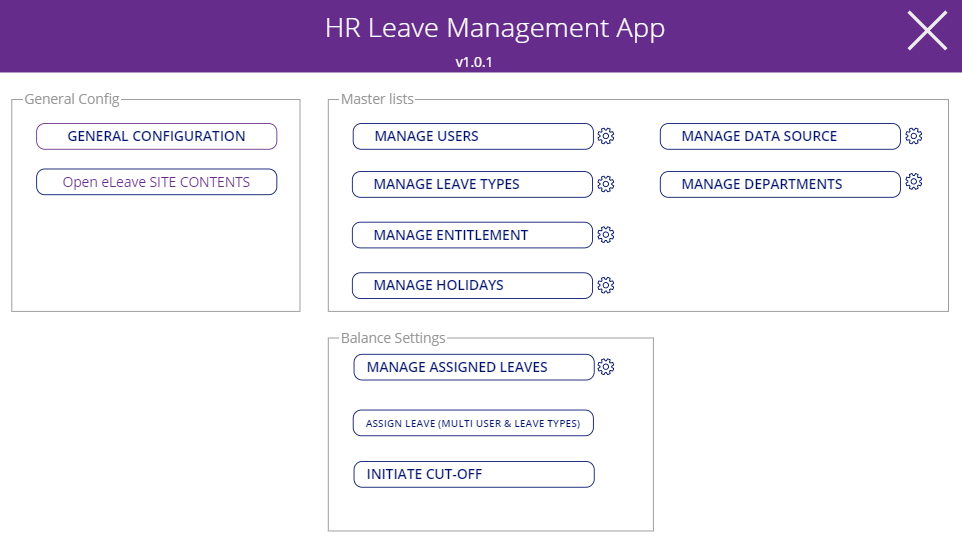 HR Leave Management App
v1.0.1
General Config
GENERAL CONFIGURATION
Open eLeave SITE CONTENTS
Master lists
MANAGE USERS
MANAGE DATA SOURCE
MANAGE LEAVE TYPES
MANAGE DEPARTMENTS
MANAGE ENTITLEMENT
MANAGE HOLIDAYS
Balance Settings
MANAGE ASSIGNED LEAVES
ASSIGN LEAVE (MULTI USER & LEAVE TYPES)
INITIATE CUT-OFF